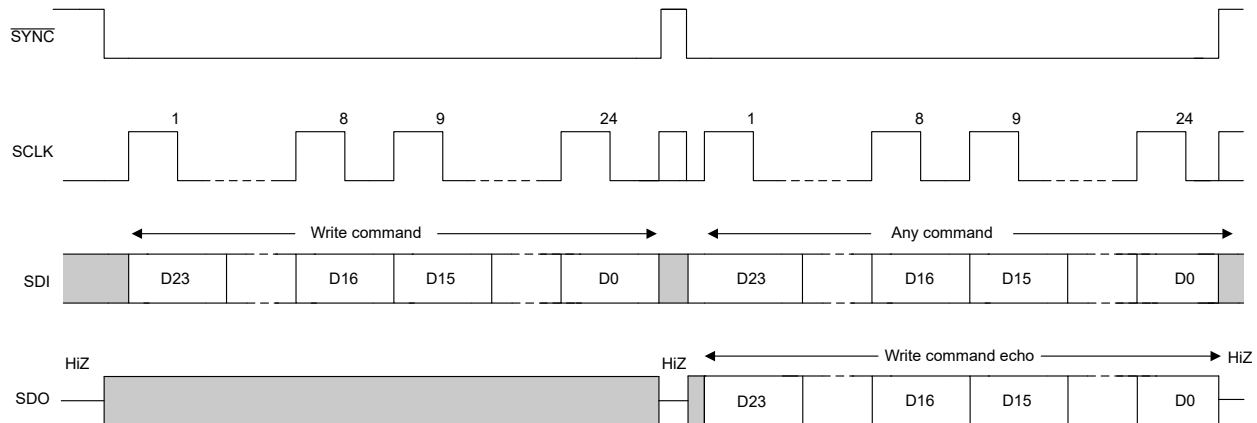 SYNC
1 8 9 24 1 8 9 24
SCLK
Write command Any command
SDI D23 D16 D15 D0 D23 D16 D15 D0
HiZ HiZ Write command echo HiZ
SDO D23 D16 D15 D0